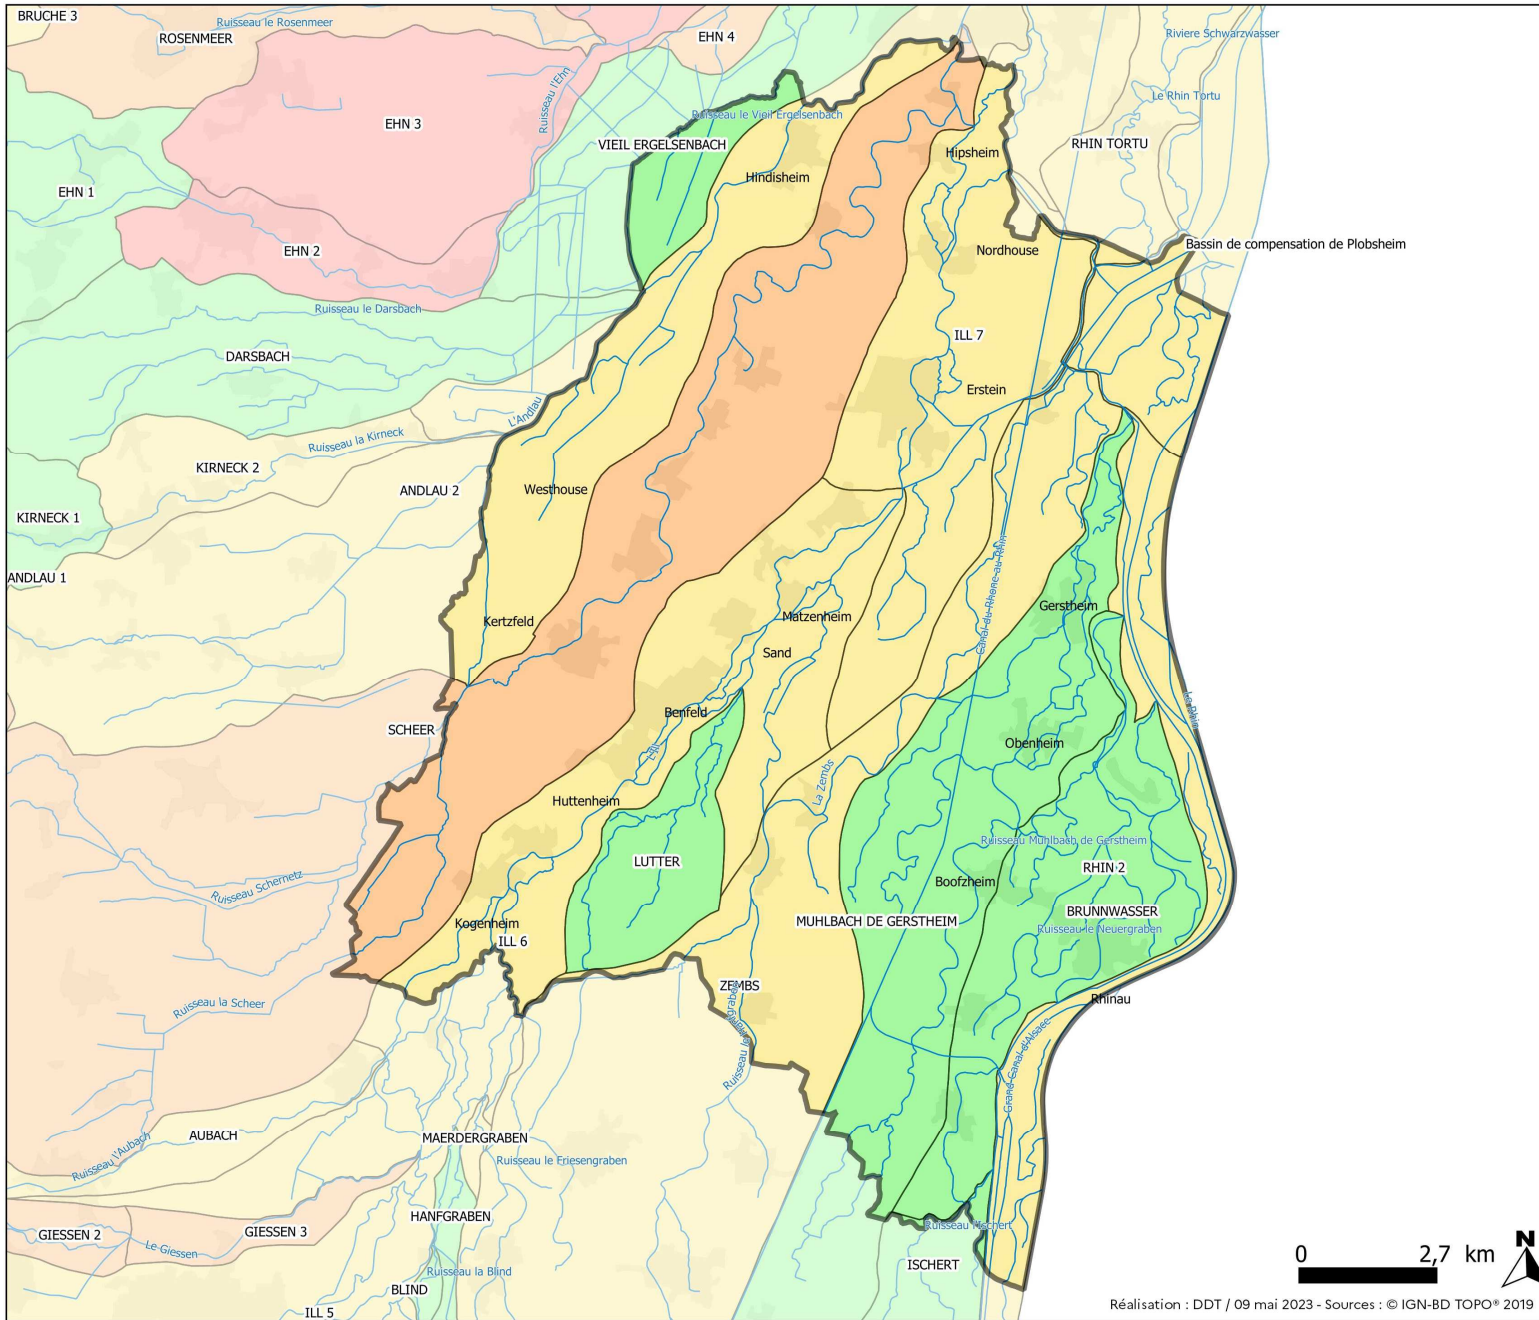 BRUCHE 3
Ruisseau le Rosenmeer
ROSENMEER
EHN 4
Riviere Schwarzwasser
Ruisseau l'Ehn
Le Rhin Tortu
Ruisseau le Vieil Ergelsenbach
EHN 3
VIEIL ERGELSENBACH
RHIN TORTU
Hipsheim
Hindisheim
EHN 1
EHN 2
Nordhouse
Bassin de compensation de Plobsheim
Ruisseau le Darsbach
ILL 7
DARSBACH
Erstein
L'Andlau
Ruisseau la Kirneck
KIRNECK 2
ANDLAU 2
Westhouse
KIRNECK 1
Canal du Rhone au Rhin
ANDLAU 1
Gerstheim
Kertzfeld
Matzenheim
Sand
Le Rhin
Benfeld
SCHEER
Obenheim
L'Ill
La Zembs
Huttenheim
Ruisseau Muhlbach de Gerstheim
LUTTER
RHIN 2
Boofzheim
Ruisseau Schernetz
BRUNNWASSER
MUHLBACH DE GERSTHEIM
Kogenheim
Ruisseau le Neuergraben
ILL 6
ZEMBS
Rhinau
Ruisseau la Scheer
Grand Canal d'Alsace
AUBACH
MAERDERGRABEN
Ruisseau l'Aubach
Ruisseau le Friesengraben
HANFGRABEN
Ruisseau l'Ischert
GIESSEN 2
GIESSEN 3
Le Giessen
ISCHERT
Ruisseau la Blind
BLIND
ILL 5
N
0 2,7 km
Réalisation : DDT / 09 mai 2023 - Sources : © IGN-BD TOPO® 2019